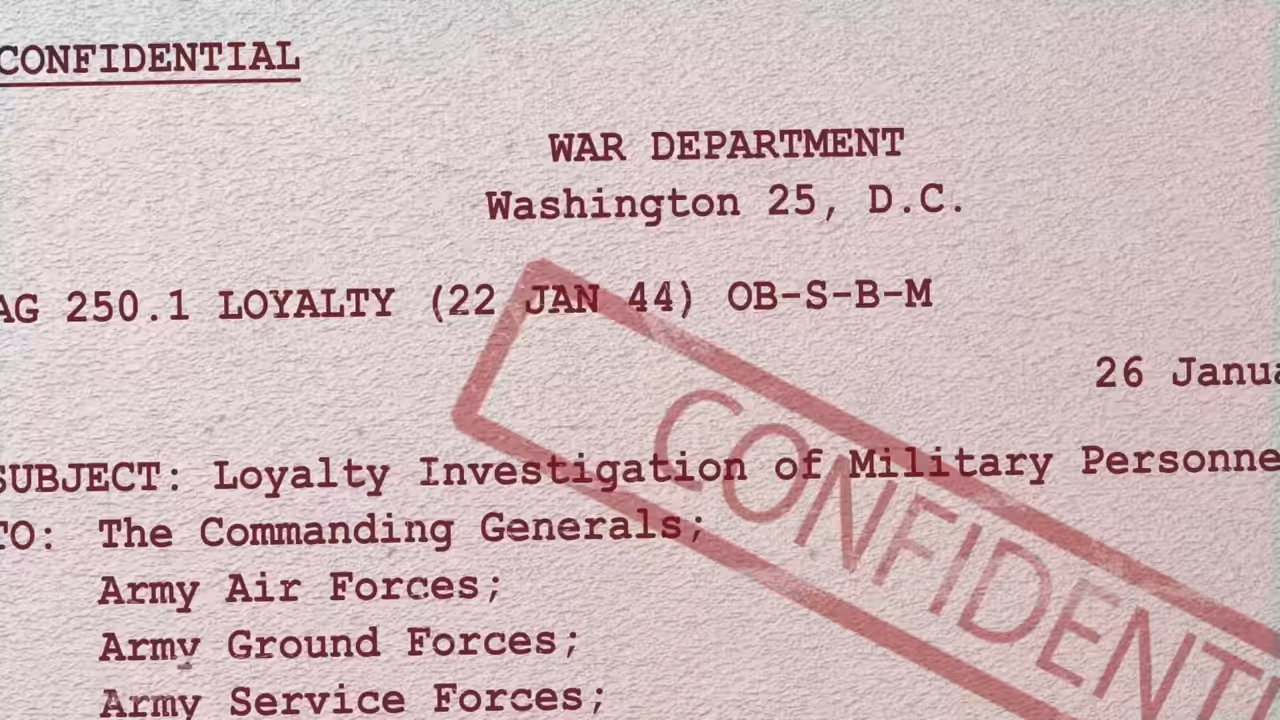 CONFIDENTIAL
WAR DEPARTMENT
Washington 25, D.C.
AG 250.1 LOYALTY (22 JAN 44) OB-S-B-M
26 Janua
SUBJECT: Loyalty Investigation of Military Personne
TO: The Commanding Generals;
Army Air Forces;
Army Ground Forces;
Army Service Forces;
CONFIDENTI